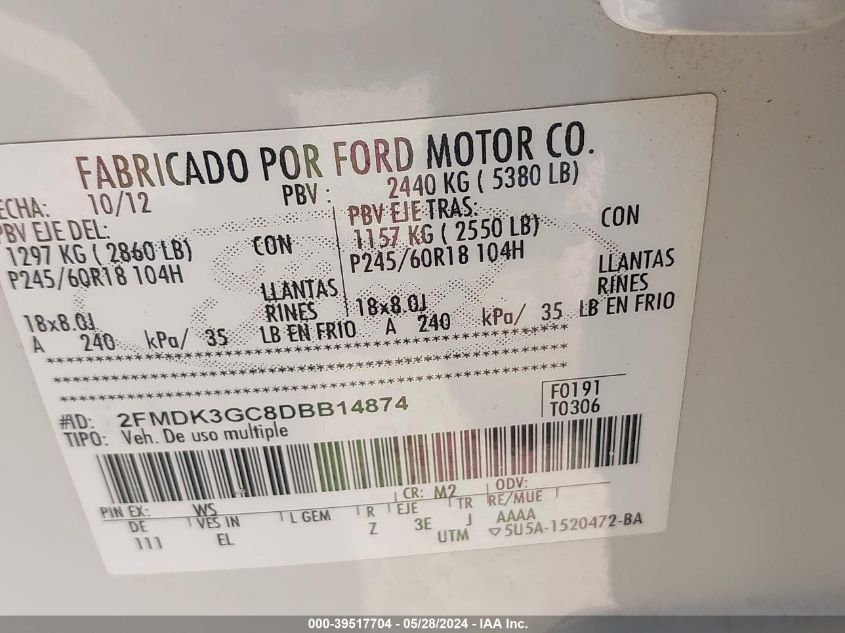 FABRICADO POR FORD MOTOR CO.
ECHA: 10/12 PBV : 2440 KG ( 5380 LB)
PBV EJE DEL: PBV EJE TRAS:
1297 KG ( 2860 LB) CON 1157 KG ( 2550 LB) CON
P245/60R18 104H LLANTAS P245/60R18 104H LLANTAS
18x8.0J RINES 18x8.0J RINES
A 240 kPa/ 35 LB EN FRIO A 240 kPa/ 35 LB EN FRIO
#ID: 2FMDK3GC8DBB14874 F0191
TIPO: Veh. De uso multiple T0306
PIN EX: WS CR: M2 ODV:
DE VES IN L GEM R EJE TR RE/MUE
111 EL Z 3E J AAAA
UTM ▽5U5A-1520472-BA
000-39517704 - 05/28/2024 - IAA Inc.